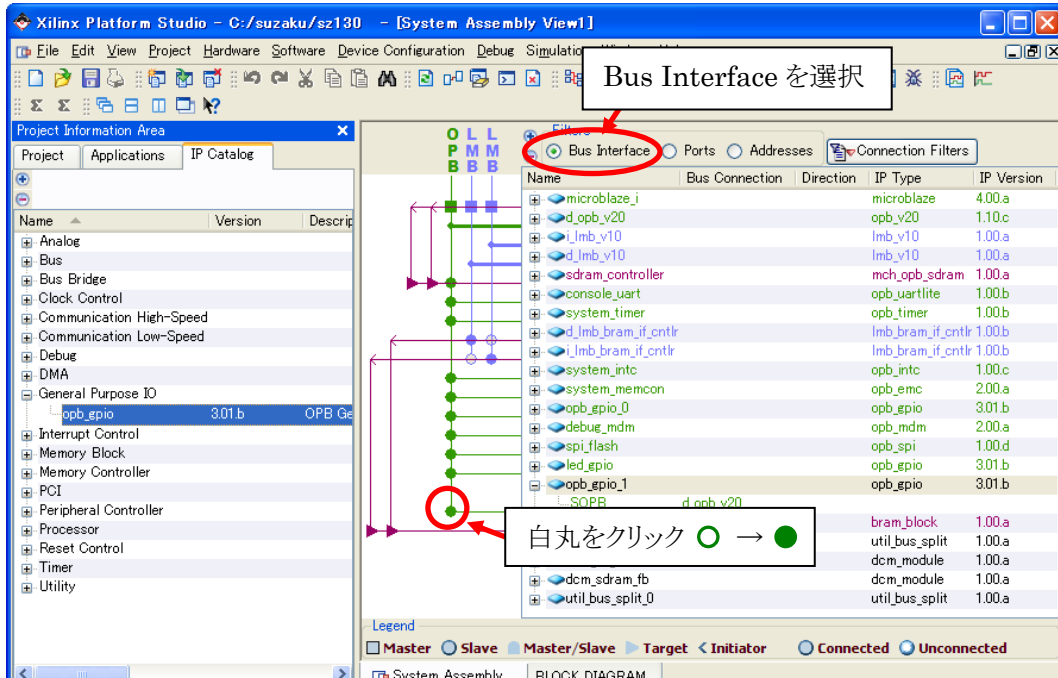 Xilinx Platform Studio - C:/suzaku/sz130 - [System Assembly View1]
File Edit View Project Hardware Software Device Configuration Debug
Bus Interface を選択
Project Information Area
Project Applications IP Catalog
Name Version Descrip
Analog
Bus
Bus Bridge
Clock Control
Communication High-Speed
Communication Low-Speed
Debug
DMA
General Purpose IO
opb_gpio 3.01.b OPB Ge
Interrupt Control
Memory Block
Memory Controller
PCI
Peripheral Controller
Processor
Reset Control
Timer
Utility
OPB LMB LMB
Filters
Bus Interface Ports Addresses Connection Filters
Name Bus Connection Direction IP Type IP Version
microblaze_i microblaze 4.00.a
d_opb_v20 opb_v20 1.10.c
i_lmb_v10 lmb_v10 1.00.a
d_lmb_v10 lmb_v10 1.00.a
sdram_controller mch_opb_sdram 1.00.a
console_uart opb_uartlite 1.00.b
system_timer opb_timer 1.00.b
d_lmb_bram_if_cntlr lmb_bram_if_cntlr 1.00.b
i_lmb_bram_if_cntlr lmb_bram_if_cntlr 1.00.b
system_intc opb_intc 1.00.c
system_memcon opb_emc 2.00.a
opb_gpio_0 opb_gpio 3.01.b
debug_mdm opb_mdm 2.00.a
spi_flash opb_spi 1.00.d
led_gpio opb_gpio 3.01.b
opb_gpio_1 opb_gpio 3.01.b
SOPB d_opb_v20
bram_block 1.00.a
util_bus_split 1.00.a
dcm_module 1.00.a
dcm_sdram_fb dcm_module 1.00.a
util_bus_split_0 util_bus_split 1.00.a
白丸をクリック ○ → ●
Legend
Master Slave Master/Slave Target Initiator Connected Unconnected
System Assembly BLOCK DIAGRAM